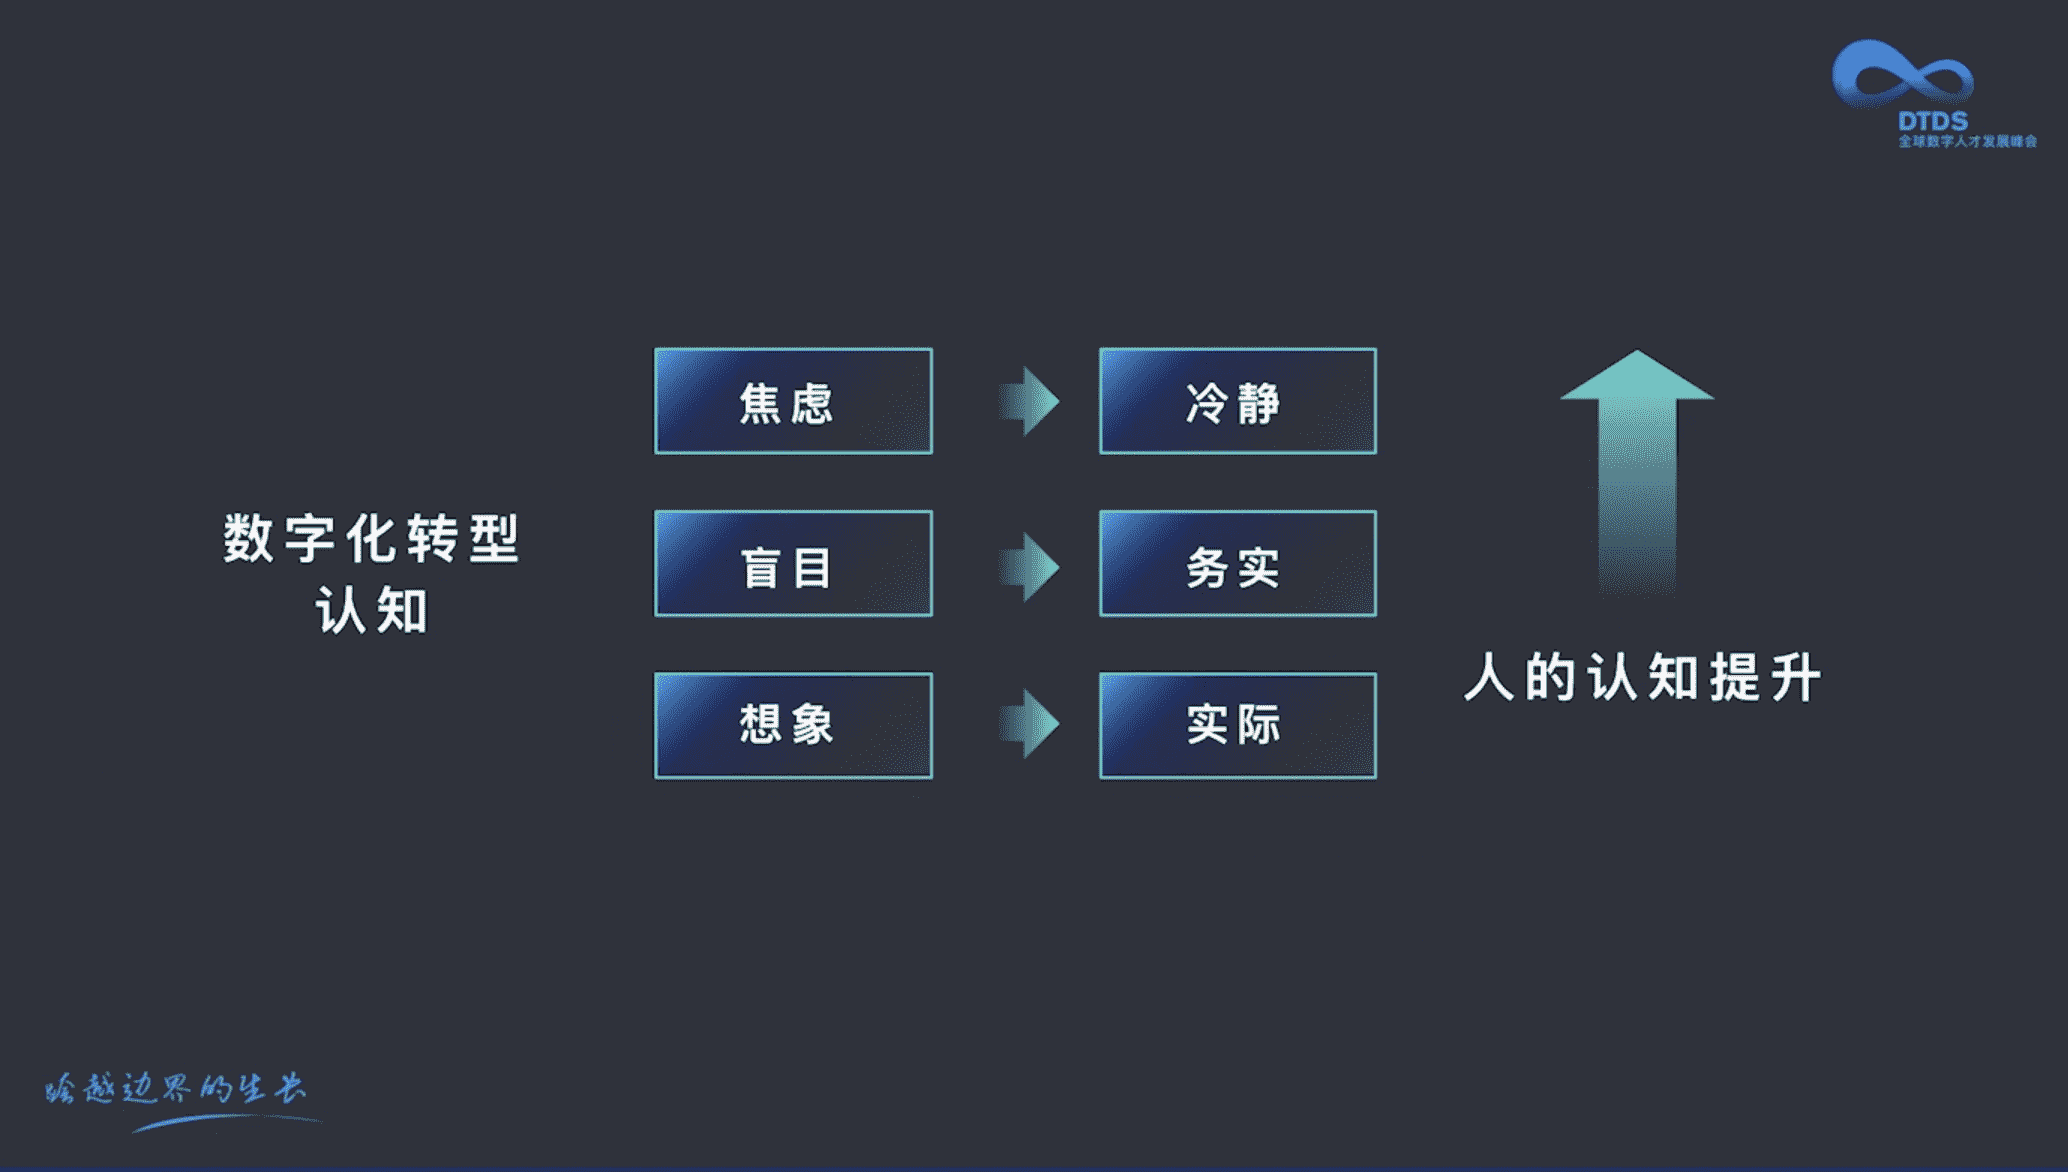 DTDS
全球数字人才发展峰会
数字化转型
认知
焦虑
冷静
盲目
务实
想象
实际
人的认知提升
跨越边界的生长